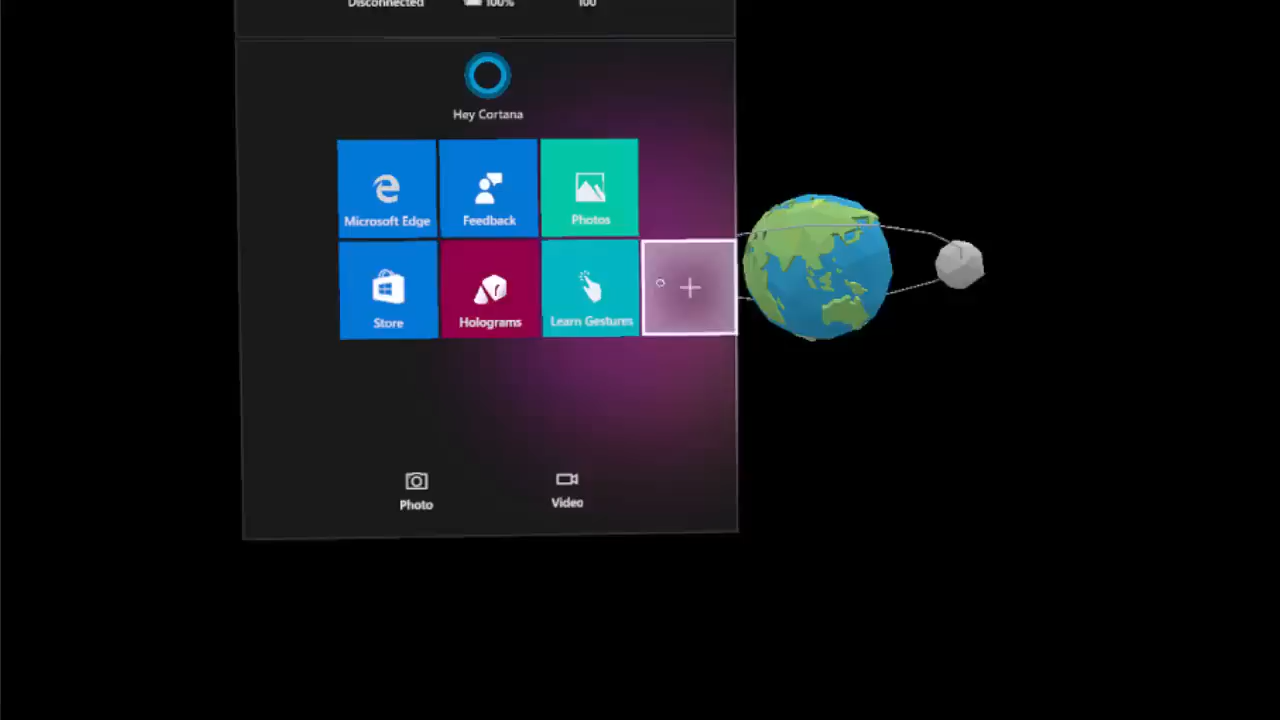 Disconnected 100% 100
Hey Cortana
Microsoft Edge Feedback Photos
Store Holograms Learn Gestures
Photo Video